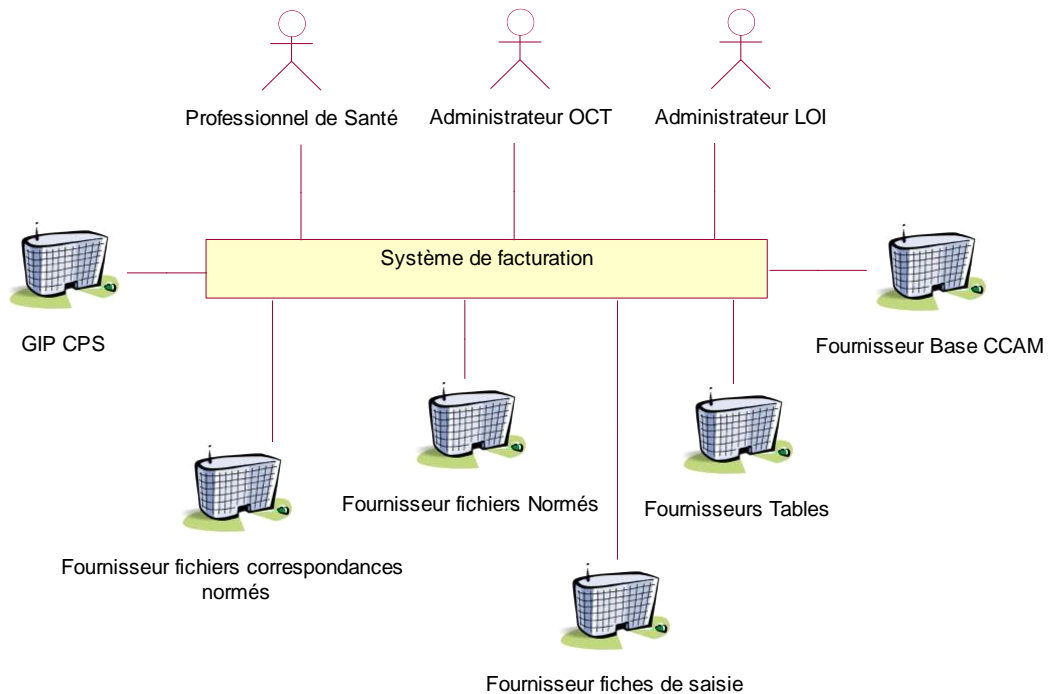 Professionnel de Santé
Administrateur OCT
Administrateur LOI
Système de facturation
GIP CPS
Fournisseur Base CCAM
Fournisseur fichiers Normés
Fournisseurs Tables
Fournisseur fichiers correspondances
normés
Fournisseur fiches de saisie